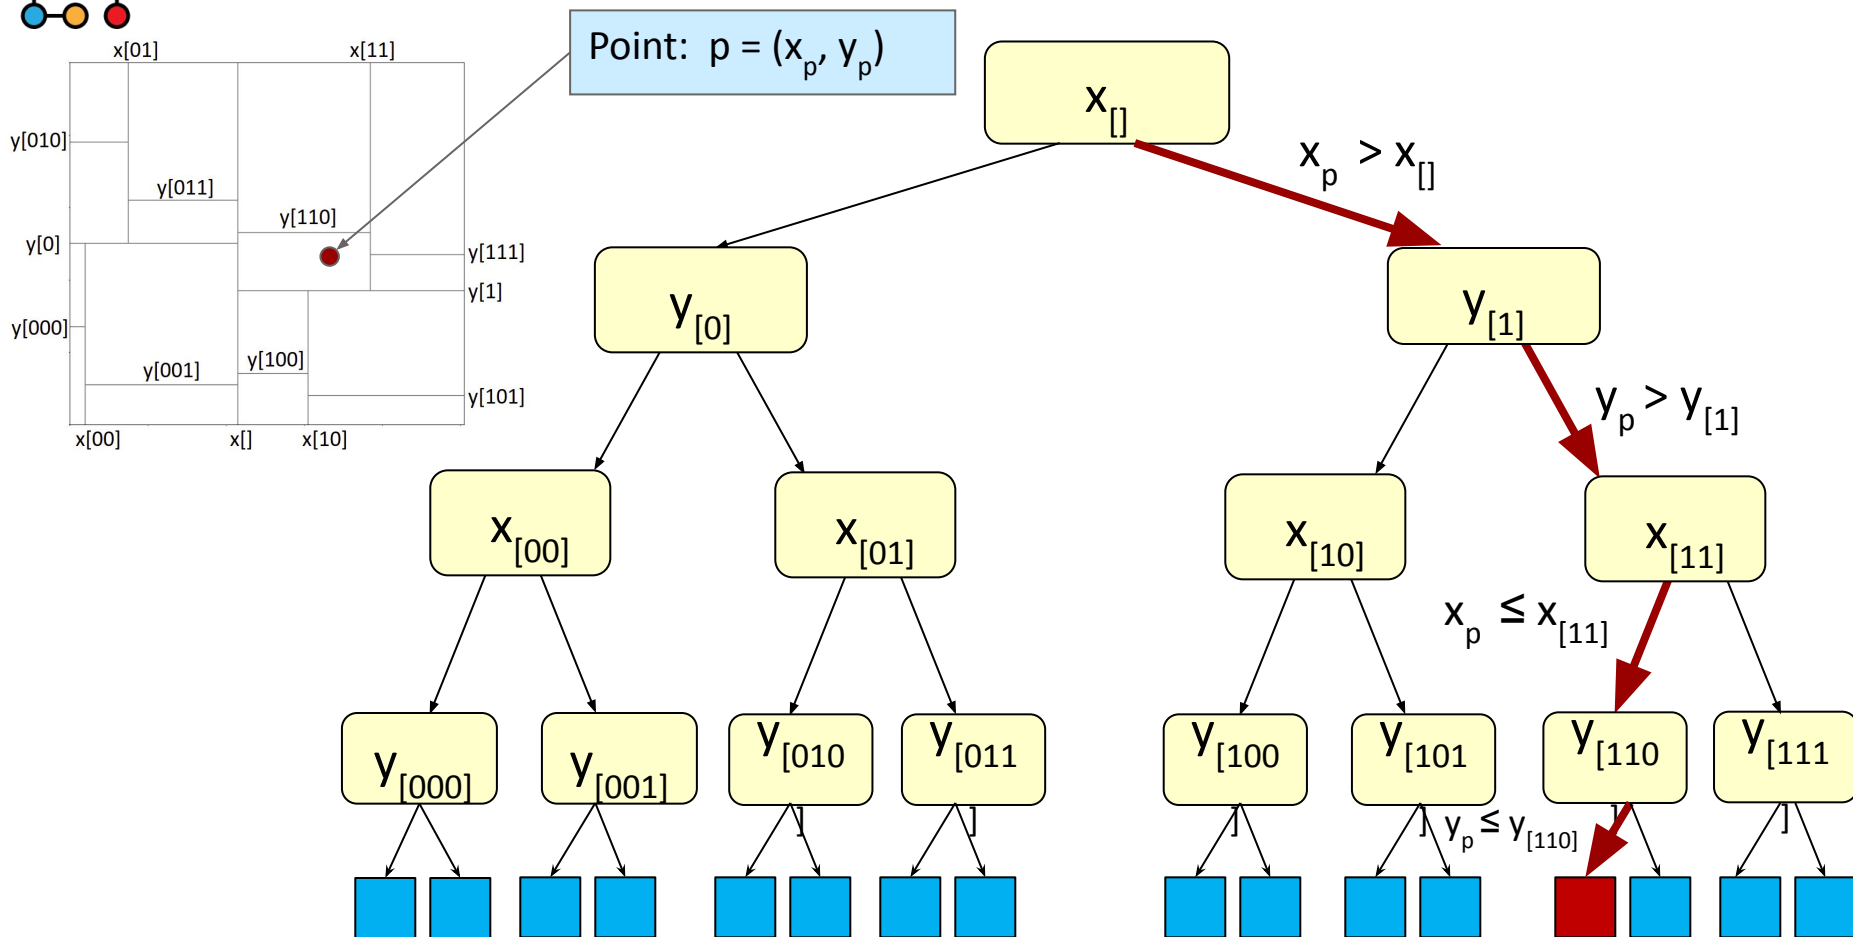 Point: p = (xp, yp)
x[01]
x[11]
y[010]
y[011]
y[110]
y[0]
y[111]
y[1]
y[000]
y[100]
y[001]
y[101]
x[00]
x[]
x[10]
x[]
xp > x[]
y[0]
y[1]
yp > y[1]
x[00]
x[01]
x[10]
x[11]
xp ≤ x[11]
y[000]
y[001]
y[010]
y[011]
y[100]
y[101]
y[110]
y[111]
yp ≤ y[110]